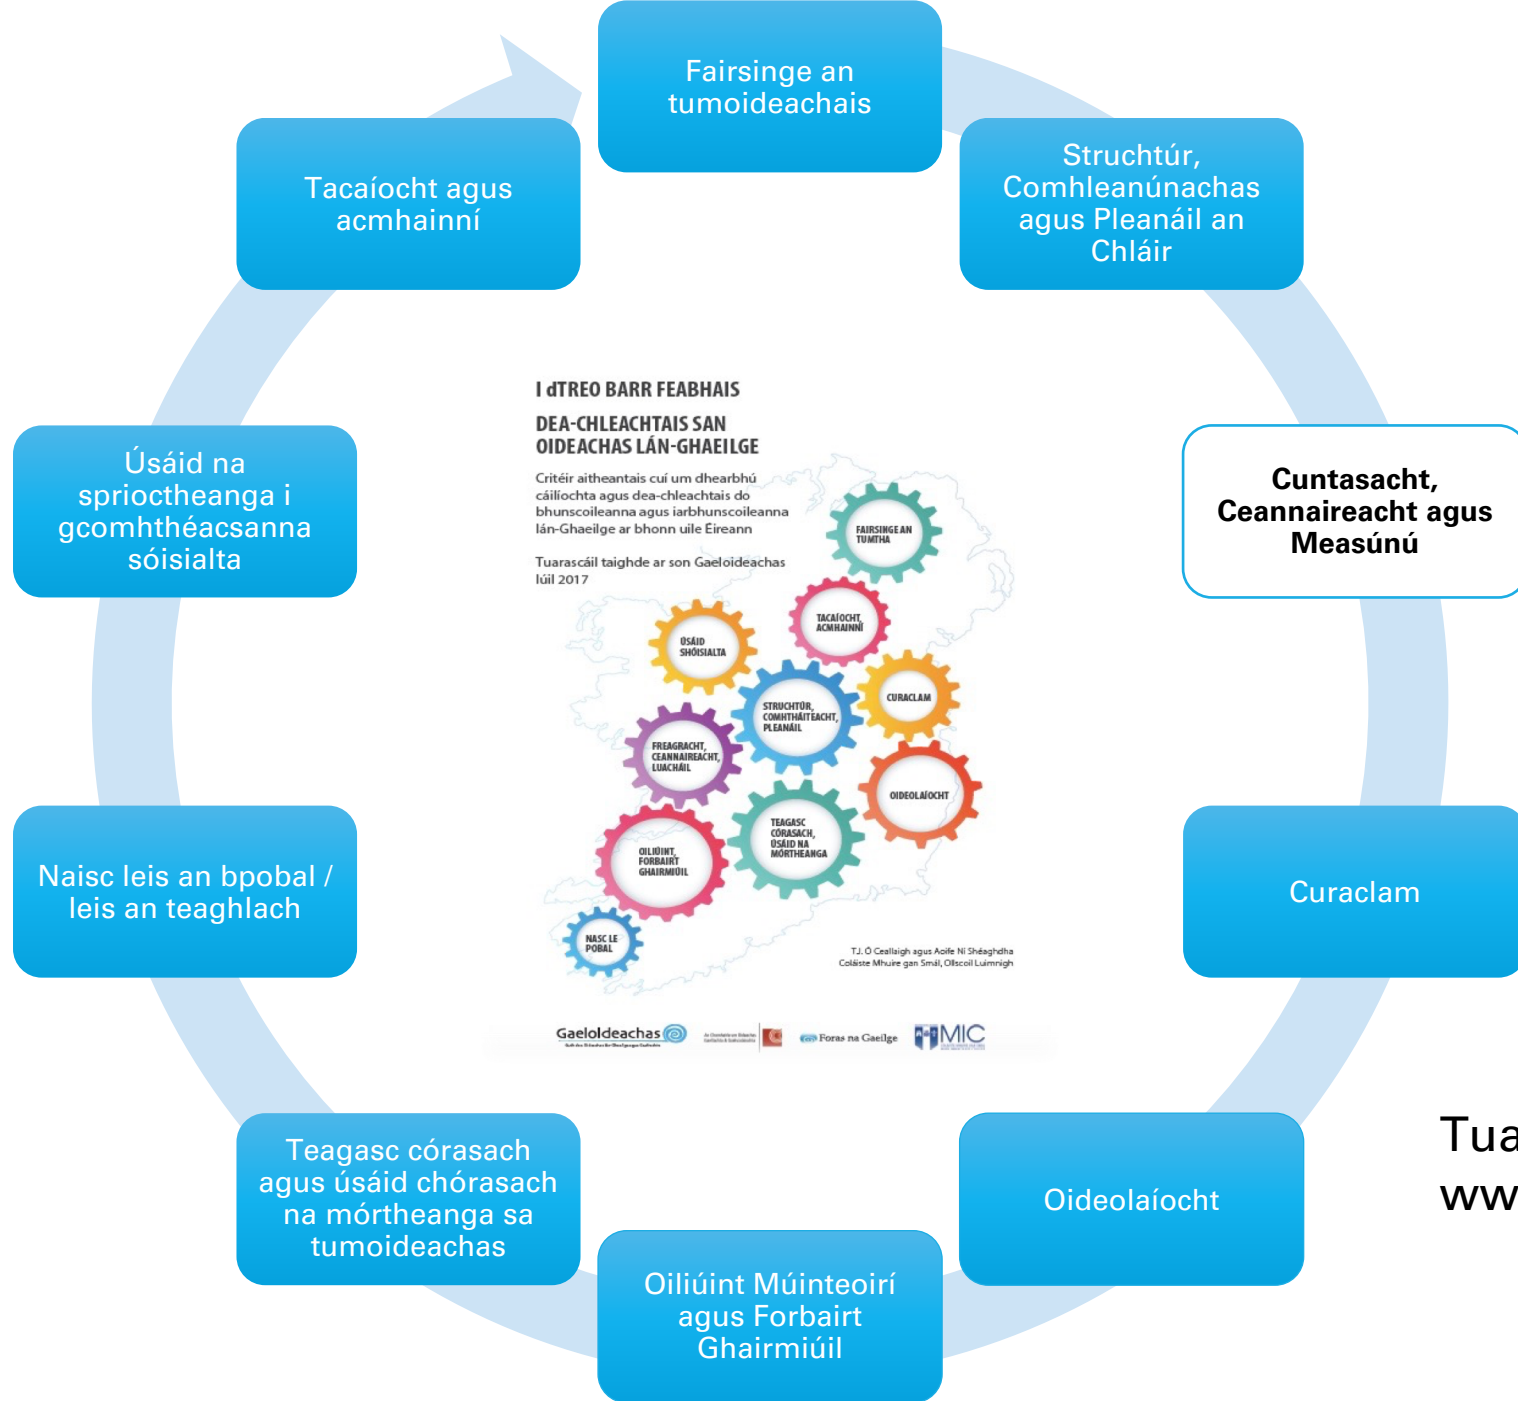 Fairsinge an
tumoideachais
Struchtúr,
Comhleanúnachas
agus Pleanáil an
Chláir
Cuntasacht,
Ceannaireacht agus
Measúnú
Curaclam
Oideolaíocht
Oiliúint Múinteoirí
agus Forbairt
Ghairmiúil
Teagasc córasach
agus úsáid chórasach
na mórtheanga sa
tumoideachas
Naisc leis an bpobal /
leis an teaghlach
Úsáid na
sprioctheanga i
gcomhthéacsanna
sóisialta
Tacaíocht agus
acmhainní
I dTREO BARR FEABHAIS
DEA-CHLEACHTAIS SAN
OIDEACHAS LÁN-GHAEILGE
Critéir aitheantais cuí um dhearbhú
cáilíochta agus dea-chleachtais do
bhunscoileanna agus iarbhunscoileanna
lán-Ghaeilge ar bhonn uile Éireann
Tuarascáil taighde ar son Gaeloideachas
Iúil 2017
FAIRSINGE AN
TUMTHA
TACAÍOCHT,
ACMHAINNÍ
ÚSÁID
SHÓISIALTA
CURACLAM
STRUCHTÚR,
COMHTHÁITEACHT,
PLEANÁIL
FREAGRACHT,
CEANNAIREACHT,
LUACHÁIL
OIDEOLAÍOCHT
TEAGASC
CÓRASACH,
ÚSÁID NA
MÓRTHEANGA
OILIÚINT,
FORBAIRT
GHAIRMIÚIL
NASC LE
POBAL
T.J. Ó Ceallaigh agus Aoife Ní Shéaghdha
Coláiste Mhuire gan Smál, Ollscoil Luimnigh
Gaeloideachas
Foras na Gaeilge
MIC
Tua
ww